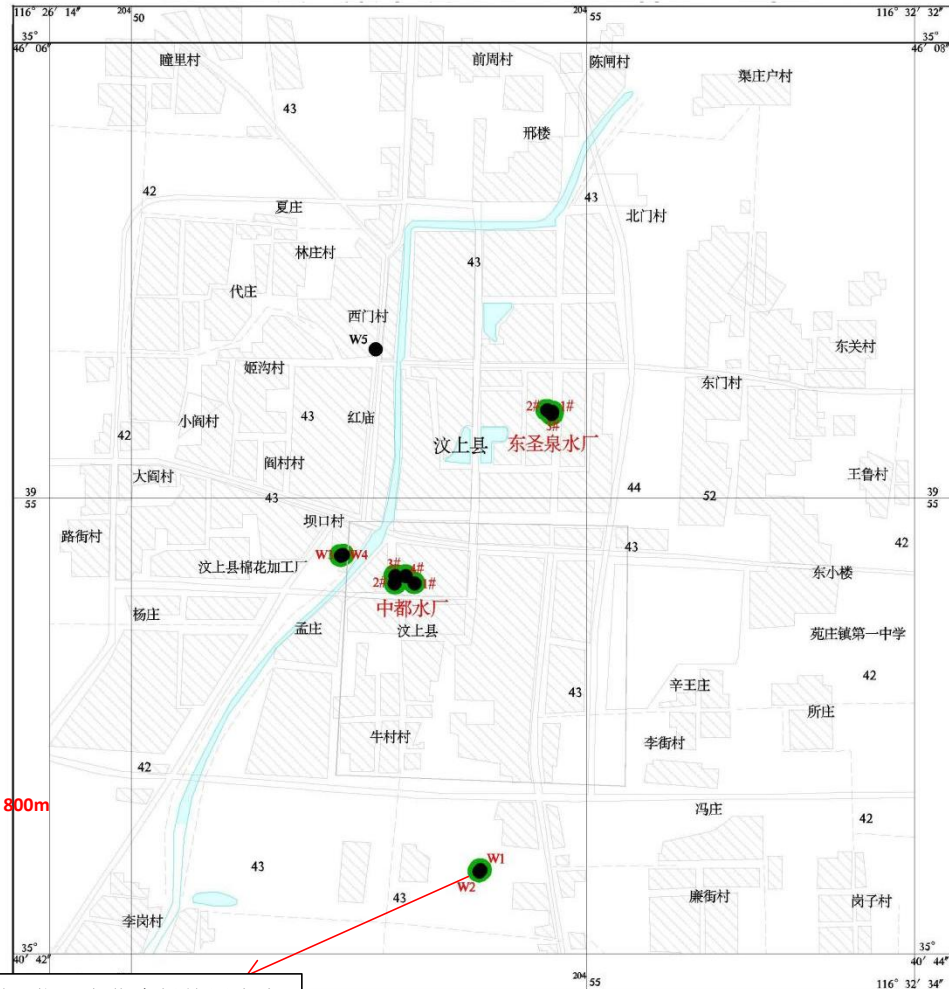 116° 26′ 14″
204
50
204
55
116° 32′ 32″
35°
46′ 06″
35°
46′ 08″
瞳里村
前周村
陈闸村
渠庄户村
43
邢楼
42
夏庄
43
北门村
林庄村
43
代庄
西门村
W5
东关村
姬沟村
东门村
2#
1#
3#
小阎村
43
红庙
汶上县
东圣泉水厂
42
阎村村
大阎村
43
44
52
王鲁村
39
55
39
55
路街村
坝口村
43
42
W4
汶上县棉花加工厂
3#
4#
2#
1#
东小楼
中都水厂
杨庄
孟庄
汶上县
苑庄镇第一中学
42
43
辛王庄
所庄
牛村村
李街村
42
800m
冯庄
42
43
W1
W2
43
廉街村
岗子村
李岗村
35°
40′ 42″
35°
40′ 44″
204
55
116° 32′ 34″